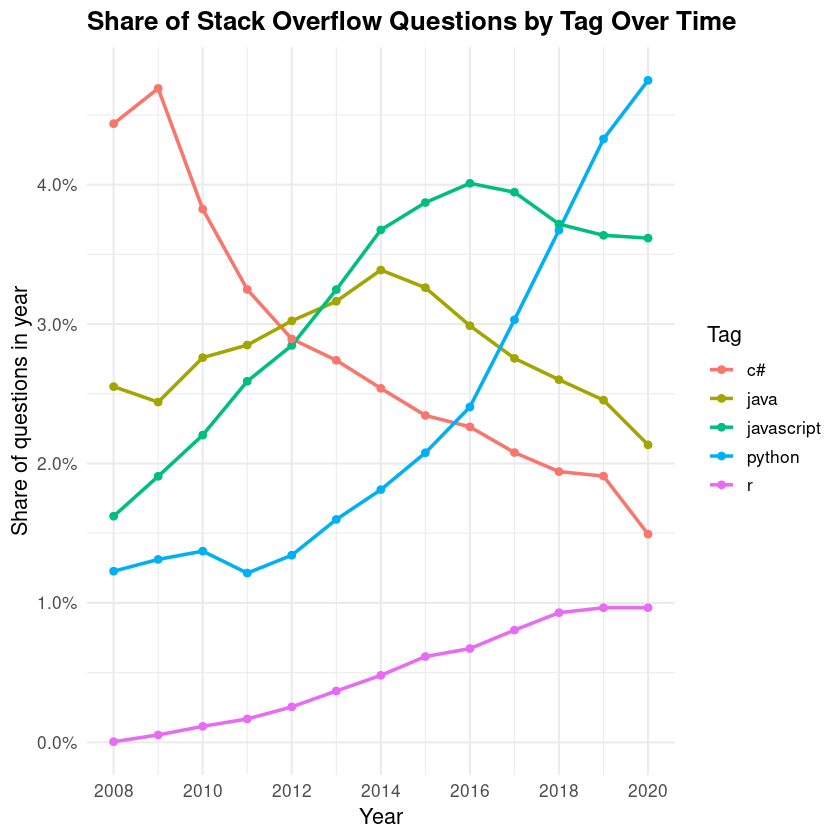 Share of Stack Overflow Questions by Tag Over Time
Share of questions in year
4.0%
3.0%
2.0%
1.0%
0.0%
2008 2010 2012 2014 2016 2018 2020
Year
Tag
c#
java
javascript
python
r